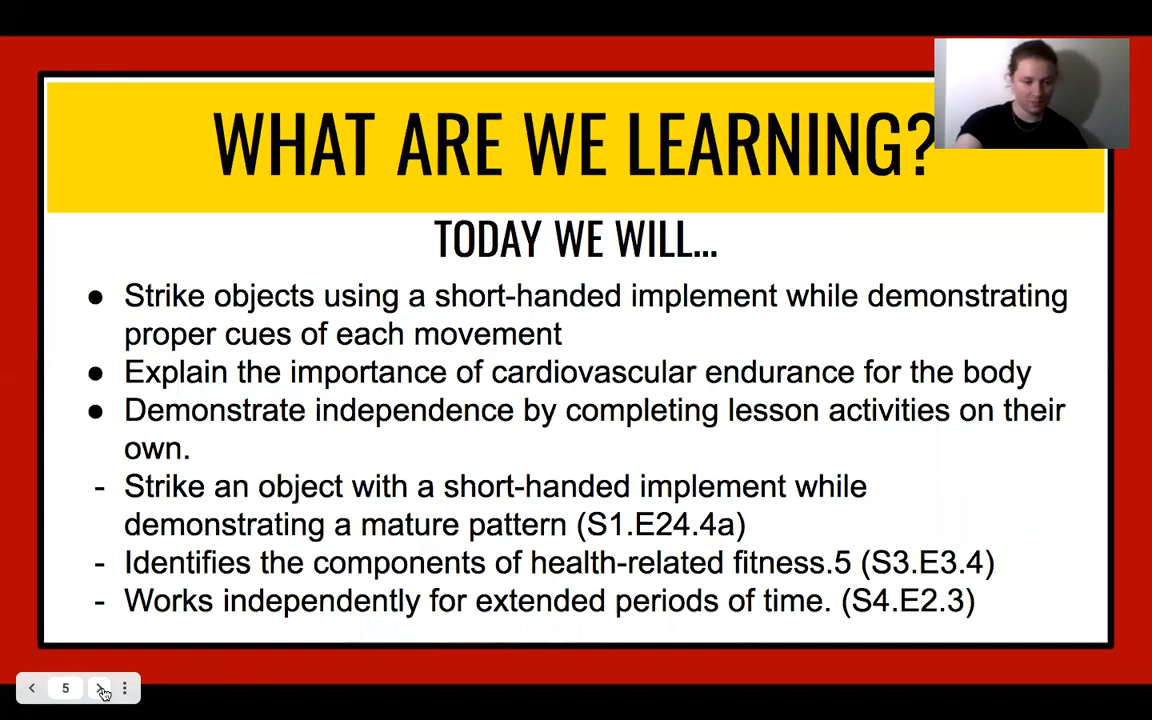 WHAT ARE WE LEARNING?
TODAY WE WILL...
● Strike objects using a short-handed implement while demonstrating
proper cues of each movement
● Explain the importance of cardiovascular endurance for the body
● Demonstrate independence by completing lesson activities on their
own.
- Strike an object with a short-handed implement while
demonstrating a mature pattern (S1.E24.4a)
- Identifies the components of health-related fitness.5 (S3.E3.4)
- Works independently for extended periods of time. (S4.E2.3)
5